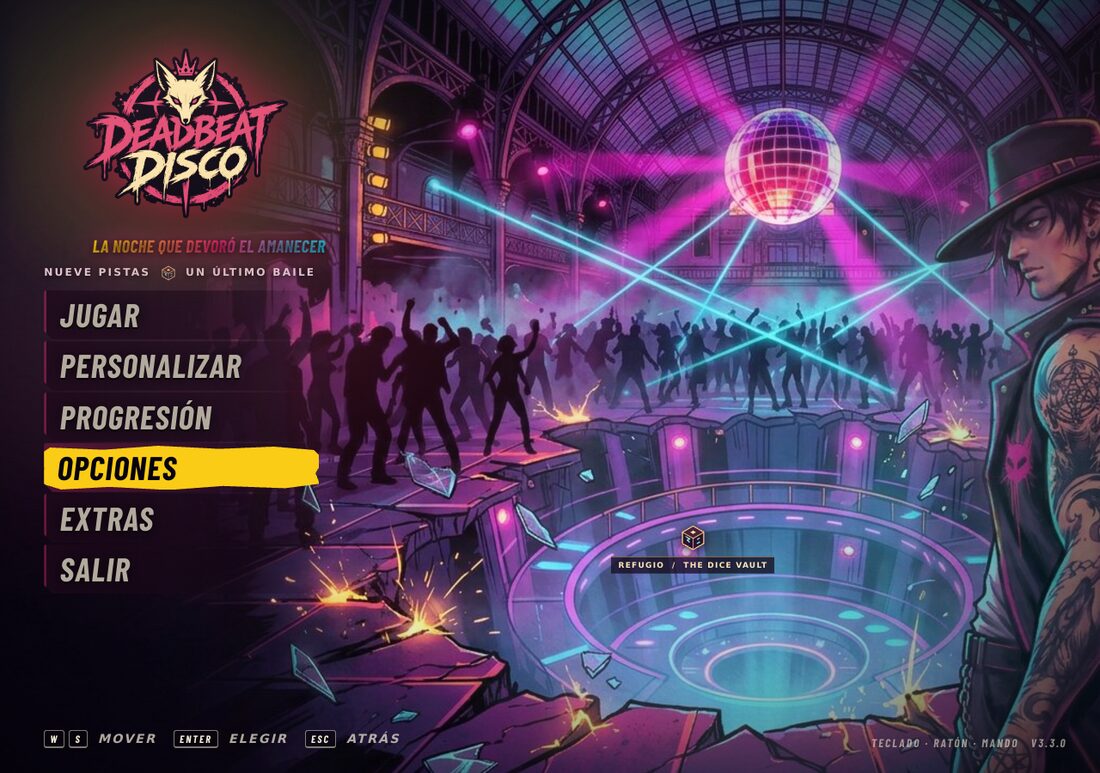 DEADBEAT
DISCO
LA NOCHE QUE DEVORÓ EL AMANECER
NUEVE PISTAS UN ÚLTIMO BAILE
JUGAR
PERSONALIZAR
PROGRESIÓN
OPCIONES
EXTRAS
SALIR
REFUGIO / THE DICE VAULT
W S MOVER ENTER ELEGIR ESC ATRÁS
TECLADO · RATÓN · MANDO V3.3.0